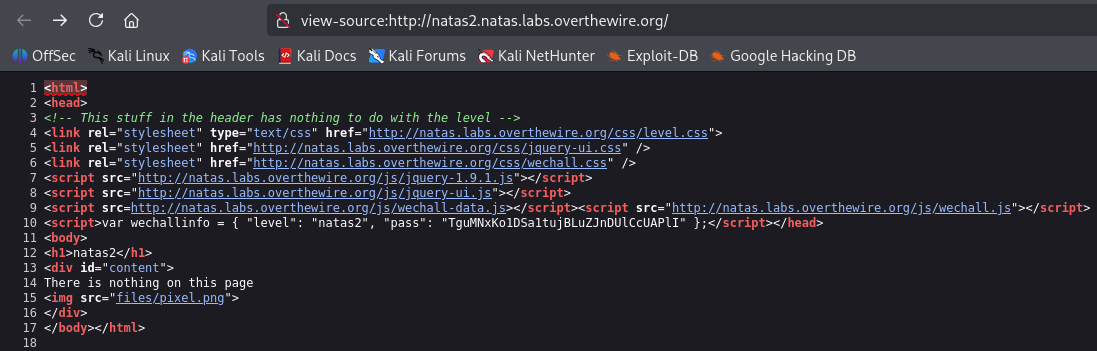 view-source:http://natas2.natas.labs.overthewire.org/
OffSec Kali Linux Kali Tools Kali Docs Kali Forums Kali NetHunter Exploit-DB Google Hacking DB
1 <html>
2 <head>
3 <!-- This stuff in the header has nothing to do with the level -->
4 <link rel="stylesheet" type="text/css" href="http://natas.labs.overthewire.org/css/level.css">
5 <link rel="stylesheet" href="http://natas.labs.overthewire.org/css/jquery-ui.css" />
6 <link rel="stylesheet" href="http://natas.labs.overthewire.org/css/wechall.css" />
7 <script src="http://natas.labs.overthewire.org/js/jquery-1.9.1.js"></script>
8 <script src="http://natas.labs.overthewire.org/js/jquery-ui.js"></script>
9 <script src=http://natas.labs.overthewire.org/js/wechall-data.js></script><script src="http://natas.labs.overthewire.org/js/wechall.js"></script>
10 <script>var wechallinfo = { "level": "natas2", "pass": "TguMNxKo1DSa1tujBLuZJnDUlCcUAPlI" };</script></head>
11 <body>
12 <h1>natas2</h1>
13 <div id="content">
14 There is nothing on this page
15 <img src="files/pixel.png">
16 </div>
17 </body></html>
18